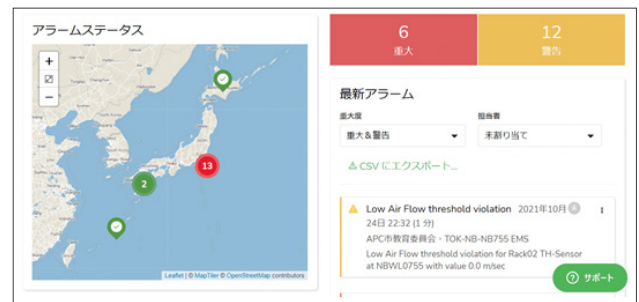 アラームステータス
+
−
13
2
Leaflet | © MapTiler © OpenStreetMap contributors
6
重大
12
警告
最新アラーム
重大度
担当者
重大&警告
未割り当て
CSV にエクスポート...
Low Air Flow threshold violation 2021年10月
24日 22:32 (1 分)
APC市教育委員会 - TOK-NB-NB755 EMS
Low Air Flow threshold violation for Rack02 TH-Sensor
at NBWL0755 with value 0.0 m/sec
サポート